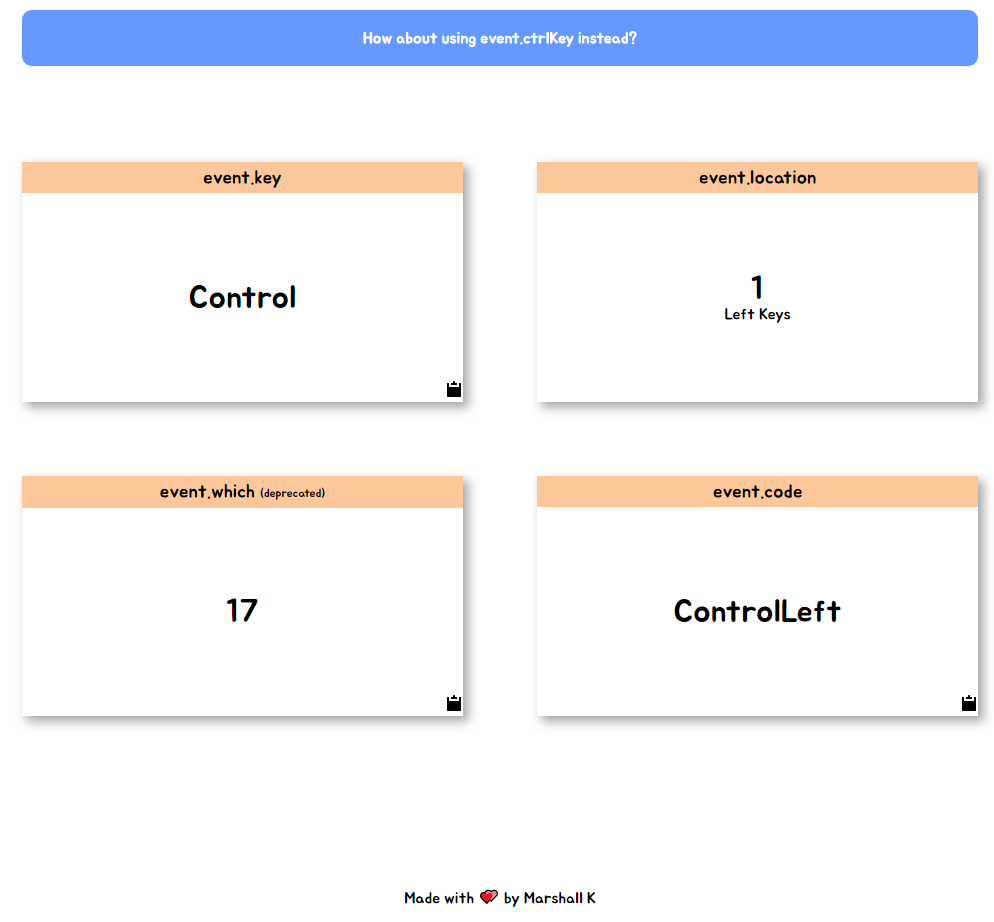 How about using event.ctrlKey instead?
event.key
Control
event.location
1
Left Keys
event.which (deprecated)
17
event.code
ControlLeft
Made with 💕 by Marshall K